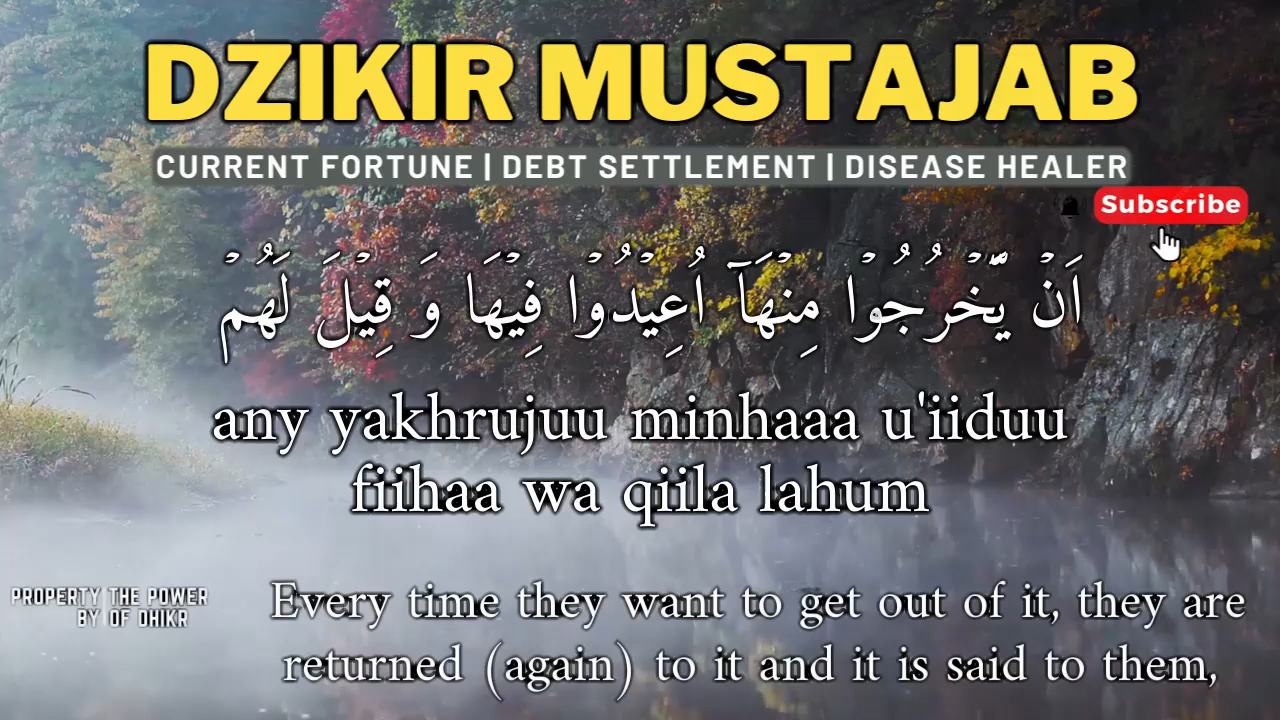 DZIKIR MUSTAJAB
CURRENT FORTUNE | DEBT SETTLEMENT | DISEASE HEALER
Subscribe
اَنْ يَّخْرُجُوْا مِنْهَآ اُعِيْدُوْا فِيْهَا وَ قِيْلَ لَهُمْ
any yakhrujuu minhaaa u'iiduu
fiihaa wa qiila lahum
PROPERTY THE POWER
BY OF DHIKR
Every time they want to get out of it, they are
returned (again) to it and it is said to them,